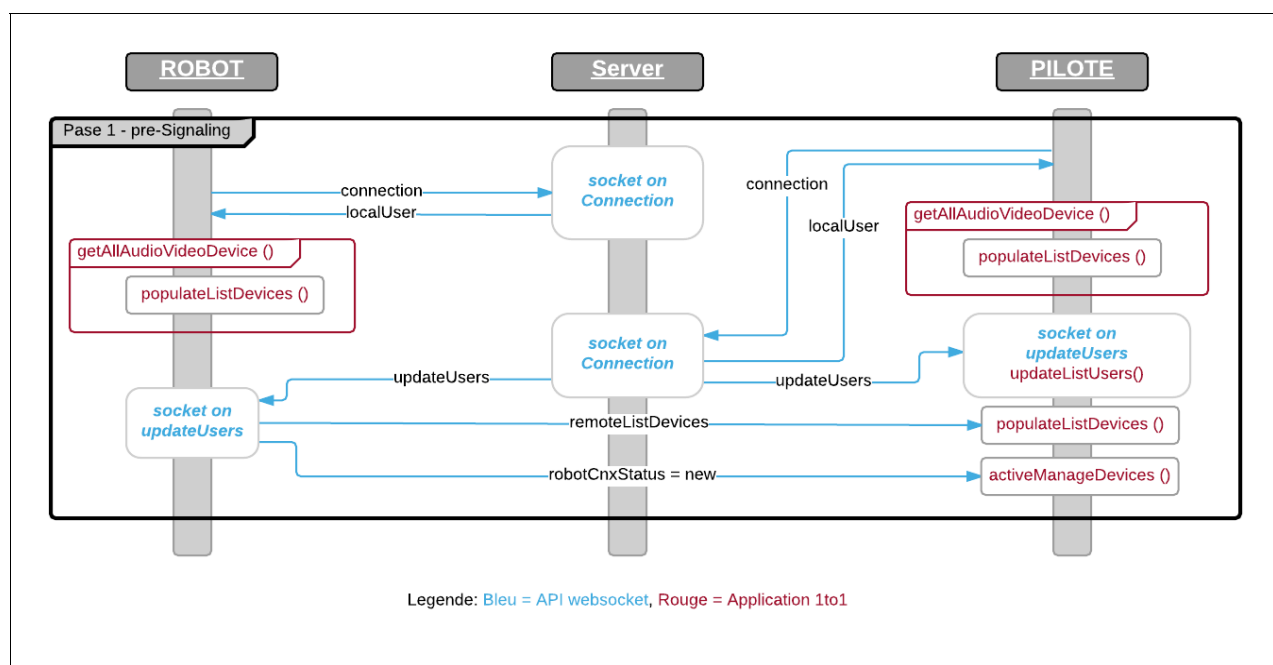 ROBOT
Server
PILOTE
Pase 1 - pre-Signaling
socket on
Connection
connection
localUser
connection
localUser
getAllAudioVideoDevice ()
populateListDevices ()
getAllAudioVideoDevice ()
populateListDevices ()
socket on
Connection
socket on
updateUsers
updateListUsers()
updateUsers
updateUsers
socket on
updateUsers
remoteListDevices
populateListDevices ()
robotCnxStatus = new
activeManageDevices ()
Legende: Bleu = API websocket, Rouge = Application 1to1